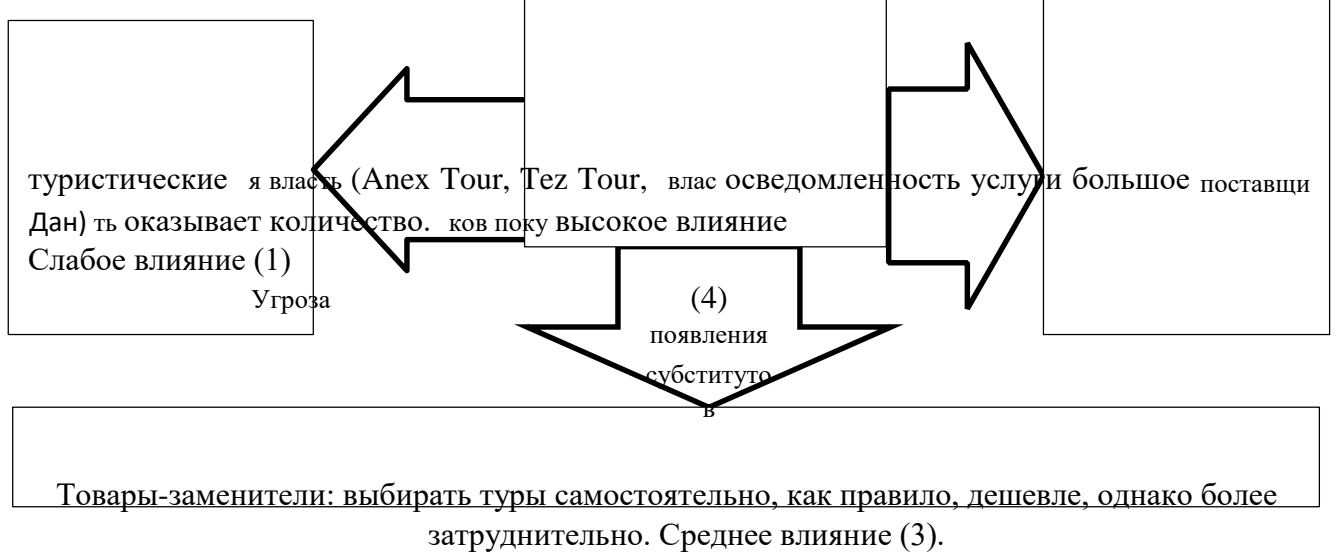 туристические я власть (Anex Tour, Tez Tour, влас осведомленность услуги большое поставщи
Дан) ть оказывает количество. ков поку высокое влияние
Слабое влияние (1)
Угроза (4)
появления
субституто
в
Товары-заменители: выбирать туры самостоятельно, как правило, дешевле, однако более
затруднительно. Среднее влияние (3).